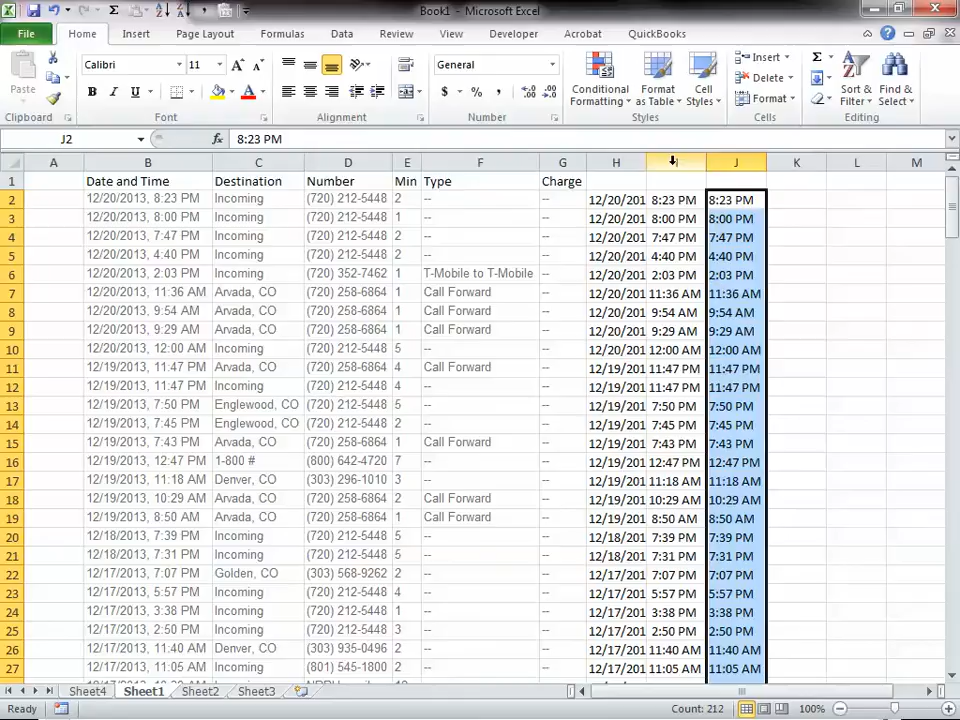 Book1 - Microsoft Excel
File Home Insert Page Layout Formulas Data Review View Developer Acrobat QuickBooks
Paste Calibri 11 General Conditional Formatting Format as Table Cell Styles Insert Delete Format Sort & Filter Find & Select
Clipboard Font Alignment Number Styles Cells Editing
J2 fx 8:23 PM
A B C D E F G H J K L M
1 Date and Time Destination Number Min Type Charge
2 12/20/2013, 8:23 PM Incoming (720) 212-5448 2 -- -- 12/20/201 8:23 PM 8:23 PM
3 12/20/2013, 8:00 PM Incoming (720) 212-5448 1 -- -- 12/20/201 8:00 PM 8:00 PM
4 12/20/2013, 7:47 PM Incoming (720) 212-5448 2 -- -- 12/20/201 7:47 PM 7:47 PM
5 12/20/2013, 4:40 PM Incoming (720) 212-5448 2 -- -- 12/20/201 4:40 PM 4:40 PM
6 12/20/2013, 2:03 PM Incoming (720) 352-7462 1 T-Mobile to T-Mobile -- 12/20/201 2:03 PM 2:03 PM
7 12/20/2013, 11:36 AM Arvada, CO (720) 258-6864 1 Call Forward -- 12/20/201 11:36 AM 11:36 AM
8 12/20/2013, 9:54 AM Arvada, CO (720) 258-6864 1 Call Forward -- 12/20/201 9:54 AM 9:54 AM
9 12/20/2013, 9:29 AM Arvada, CO (720) 258-6864 1 Call Forward -- 12/20/201 9:29 AM 9:29 AM
10 12/20/2013, 12:00 AM Incoming (720) 212-5448 5 -- -- 12/20/201 12:00 AM 12:00 AM
11 12/19/2013, 11:47 PM Arvada, CO (720) 258-6864 4 Call Forward -- 12/19/201 11:47 PM 11:47 PM
12 12/19/2013, 11:47 PM Incoming (720) 212-5448 4 -- -- 12/19/201 11:47 PM 11:47 PM
13 12/19/2013, 7:50 PM Englewood, CO (720) 212-5448 5 -- -- 12/19/201 7:50 PM 7:50 PM
14 12/19/2013, 7:45 PM Englewood, CO (720) 212-5448 2 -- -- 12/19/201 7:45 PM 7:45 PM
15 12/19/2013, 7:43 PM Arvada, CO (720) 258-6864 1 Call Forward -- 12/19/201 7:43 PM 7:43 PM
16 12/19/2013, 12:47 PM 1-800 # (800) 642-4720 7 -- -- 12/19/201 12:47 PM 12:47 PM
17 12/19/2013, 11:18 AM Denver, CO (303) 296-1010 3 -- -- 12/19/201 11:18 AM 11:18 AM
18 12/19/2013, 10:29 AM Arvada, CO (720) 258-6864 2 Call Forward -- 12/19/201 10:29 AM 10:29 AM
19 12/19/2013, 8:50 AM Arvada, CO (720) 258-6864 1 Call Forward -- 12/19/201 8:50 AM 8:50 AM
20 12/18/2013, 7:39 PM Incoming (720) 212-5448 5 -- -- 12/18/201 7:39 PM 7:39 PM
21 12/18/2013, 7:31 PM Incoming (720) 212-5448 5 -- -- 12/18/201 7:31 PM 7:31 PM
22 12/17/2013, 7:07 PM Golden, CO (303) 568-9262 2 -- -- 12/17/201 7:07 PM 7:07 PM
23 12/17/2013, 5:57 PM Incoming (720) 212-5448 4 -- -- 12/17/201 5:57 PM 5:57 PM
24 12/17/2013, 3:38 PM Incoming (720) 212-5448 1 -- -- 12/17/201 3:38 PM 3:38 PM
25 12/17/2013, 2:50 PM Incoming (720) 212-5448 3 -- -- 12/17/201 2:50 PM 2:50 PM
26 12/17/2013, 11:40 AM Denver, CO (303) 935-0496 2 -- -- 12/17/201 11:40 AM 11:40 AM
27 12/17/2013, 11:05 AM Incoming (801) 545-1800 2 -- -- 12/17/201 11:05 AM 11:05 AM
Sheet4 Sheet1 Sheet2 Sheet3
Ready Count: 212 100%